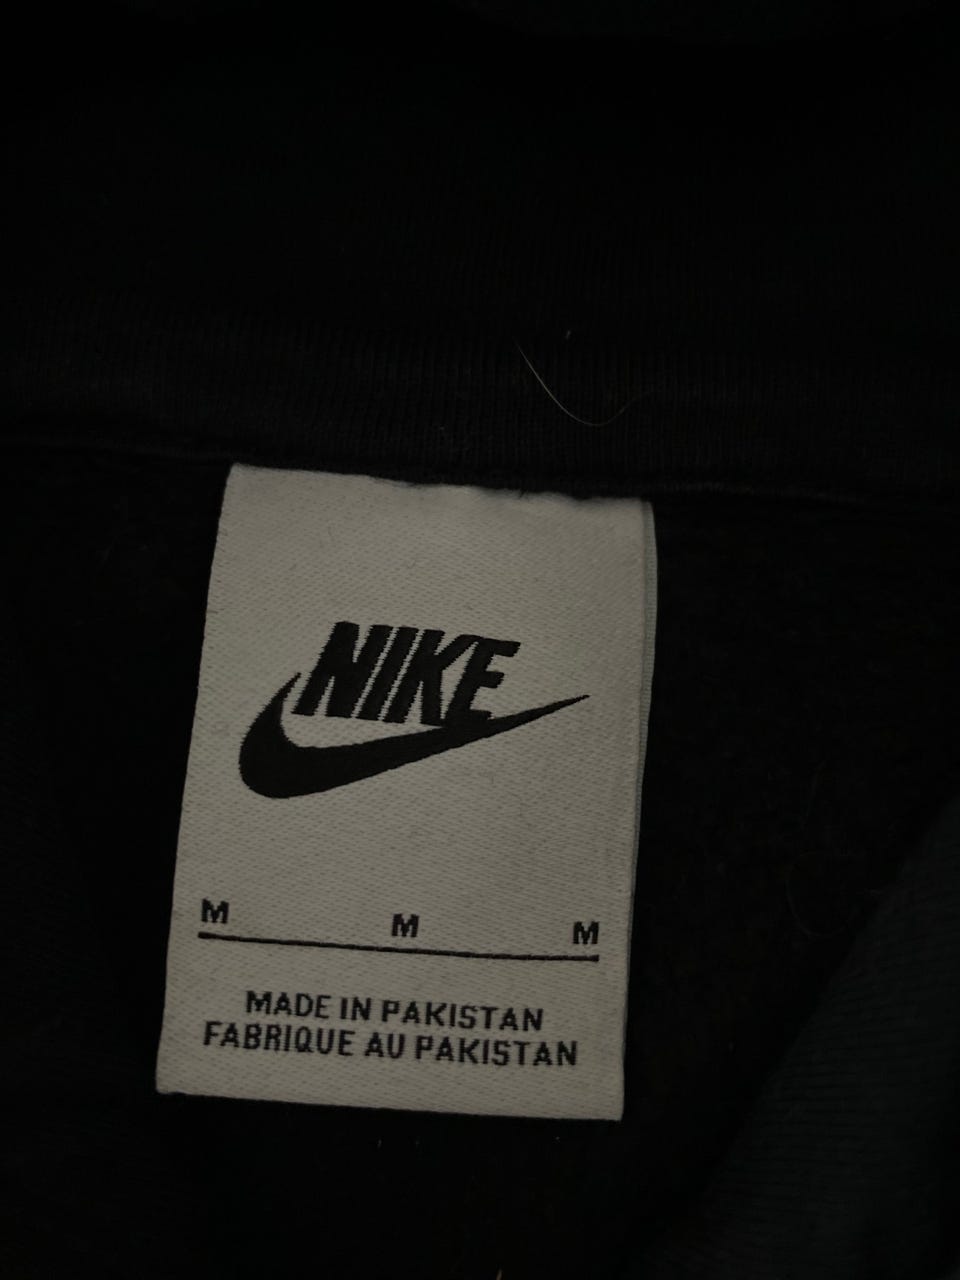 NIKE
M M M
MADE IN PAKISTAN
FABRIQUE AU PAKISTAN